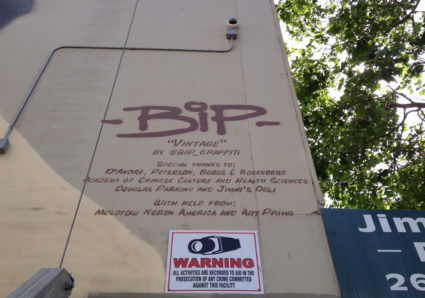 -BiP-
"Vintage"
by @bip_graffiti
Special thanks to:
D'Amore, Peterson, Bobus & Rosenberg
Academy of Chinese Culture and Health Sciences
Douglas Parking and Jimmy's Deli
With help from:
Molotow North America and Art Primo
WARNING
ALL ACTIVITIES ARE RECORDED TO AID IN THE
PROSECUTION OF ANY CRIME COMMITTED
AGAINST THIS FACILITY
Jim
26